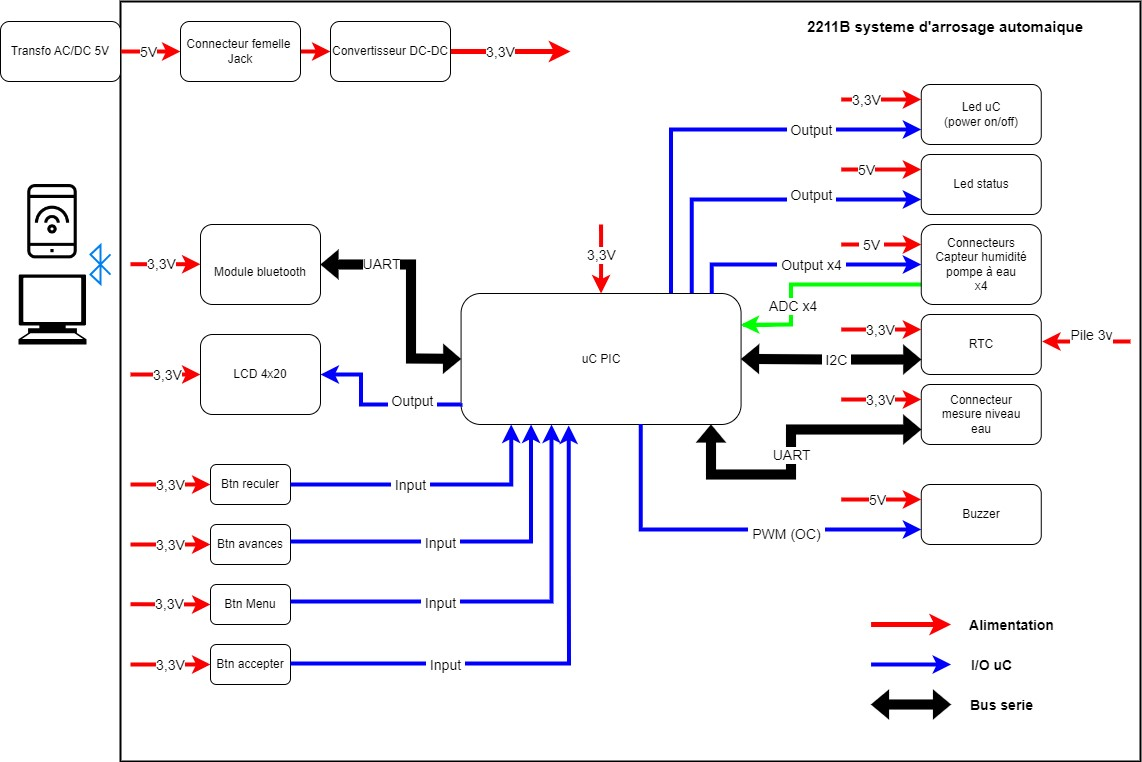 2211B systeme d'arrosage automaique
Transfo AC/DC 5V
5V
Connecteur femelle
Jack
Convertisseur DC-DC
3,3V
3,3V
Led uC
(power on/off)
Output
5V
Led status
Output
5V
Connecteurs
Capteur humidité
pompe à eau
x4
Output x4
ADC x4
3,3V
RTC
Pile 3v
I2C
3,3V
Connecteur
mesure niveau
eau
UART
5V
Buzzer
PWM (OC)
3,3V
uC PIC
3,3V
Module bluetooth
UART
3,3V
LCD 4x20
Output
3,3V
Btn reculer
Input
3,3V
Btn avances
Input
3,3V
Btn Menu
Input
3,3V
Btn accepter
Input
Alimentation
I/O uC
Bus serie